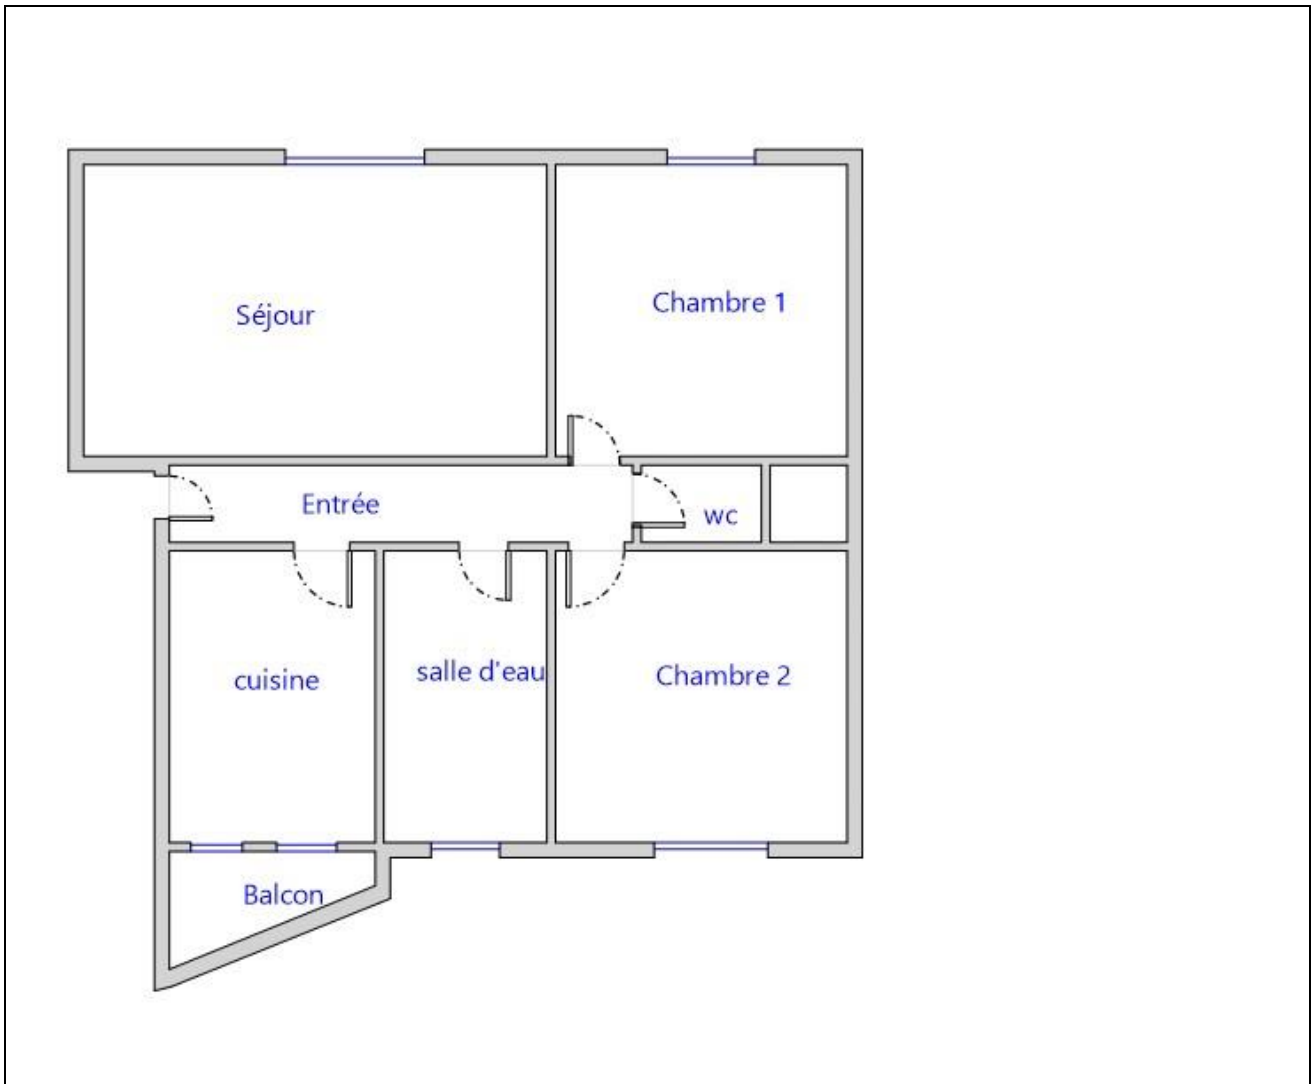 Séjour
Chambre 1
Entrée
wc
cuisine
salle d'eau
Chambre 2
Balcon